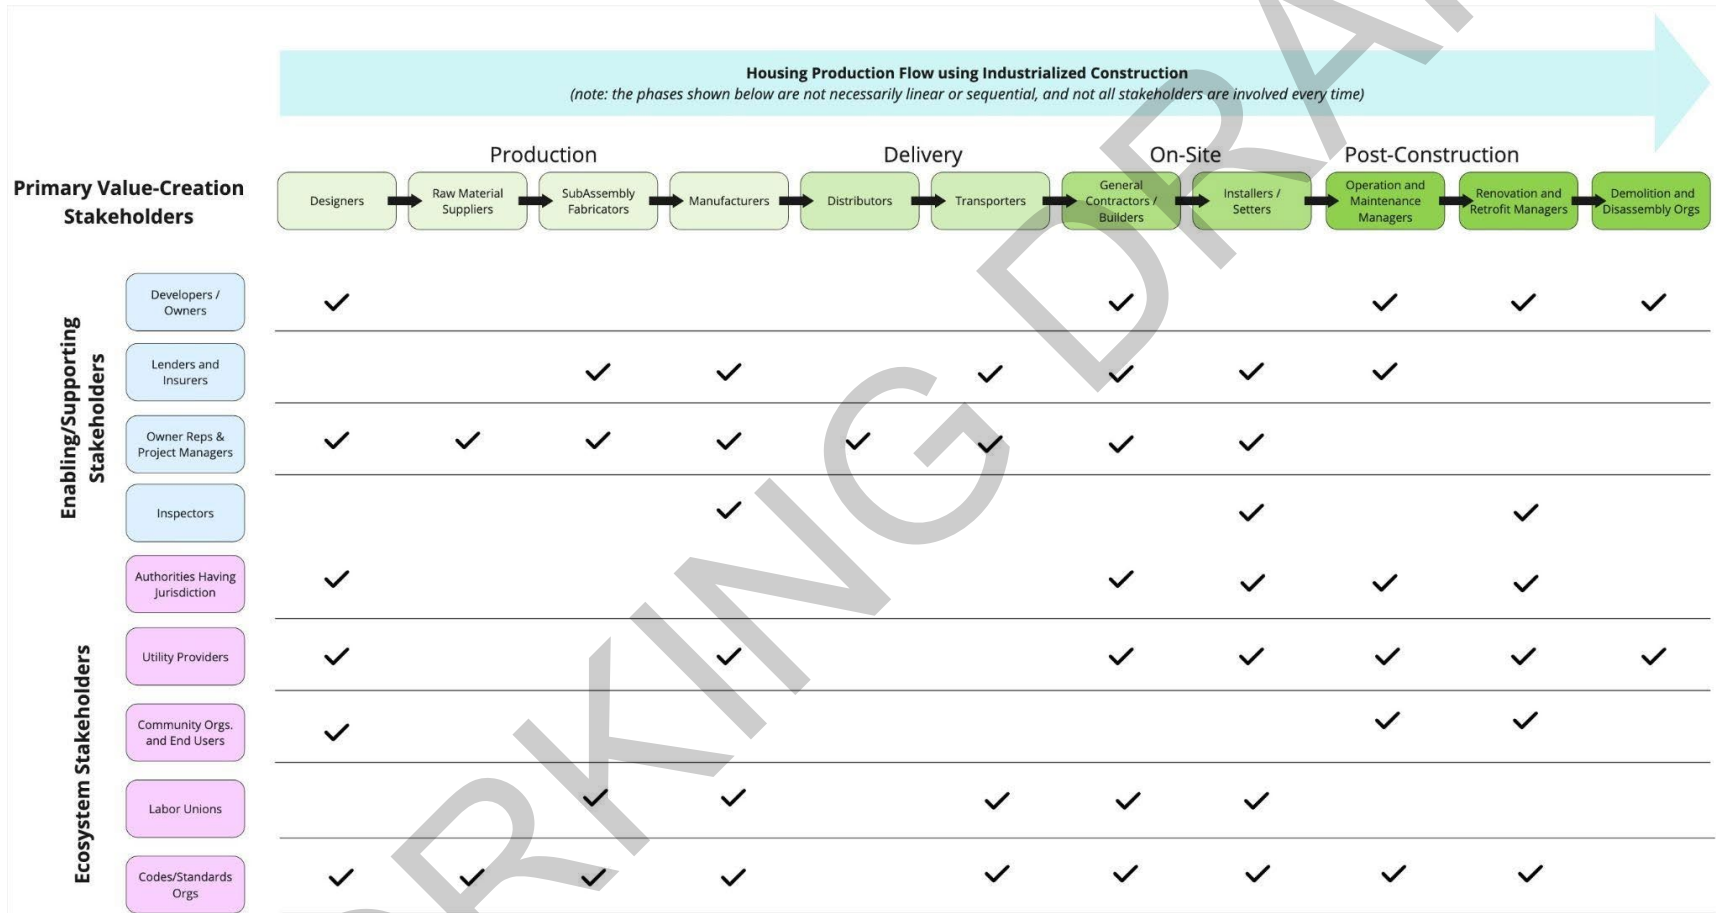 Housing Production Flow using Industrialized Construction
(note: the phases shown below are not necessarily linear or sequential, and not all stakeholders are involved every time)
Production
Delivery
On-Site
Post-Construction
Primary Value-Creation
Stakeholders
Designers
Raw Material
Suppliers
SubAssembly
Fabricators
Manufacturers
Distributors
Transporters
General
Contractors /
Builders
Installers /
Setters
Operation and
Maintenance
Managers
Renovation and
Retrofit Managers
Demolition and
Disassembly Orgs
Enabling/Supporting
Stakeholders
Developers /
Owners
Lenders and
Insurers
Owner Reps &
Project Managers
Inspectors
Ecosystem Stakeholders
Authorities Having
Jurisdiction
Utility Providers
Community Orgs.
and End Users
Labor Unions
Codes/Standards
Orgs
RKING DRA